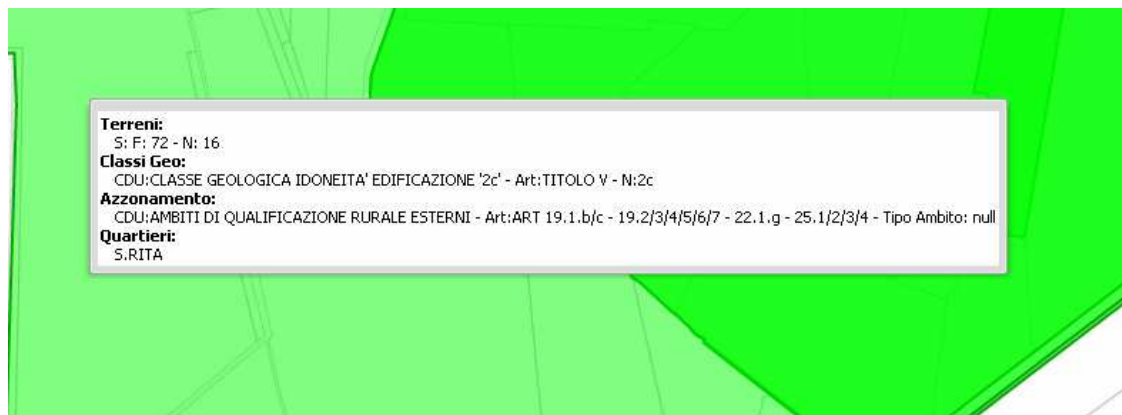 Terreni:
S: F: 72 - N: 16
Classi Geo:
CDU:CLASSE GEOLOGICA IDONEITA' EDIFICAZIONE '2c' - Art:TITOLO V - N:2c
Azzonamento:
CDU:AMBITI DI QUALIFICAZIONE RURALE ESTERNI - Art:ART 19.1.b/c - 19.2/3/4/5/6/7 - 22.1.g - 25.1/2/3/4 - Tipo Ambito: null
Quartieri:
S.RITA